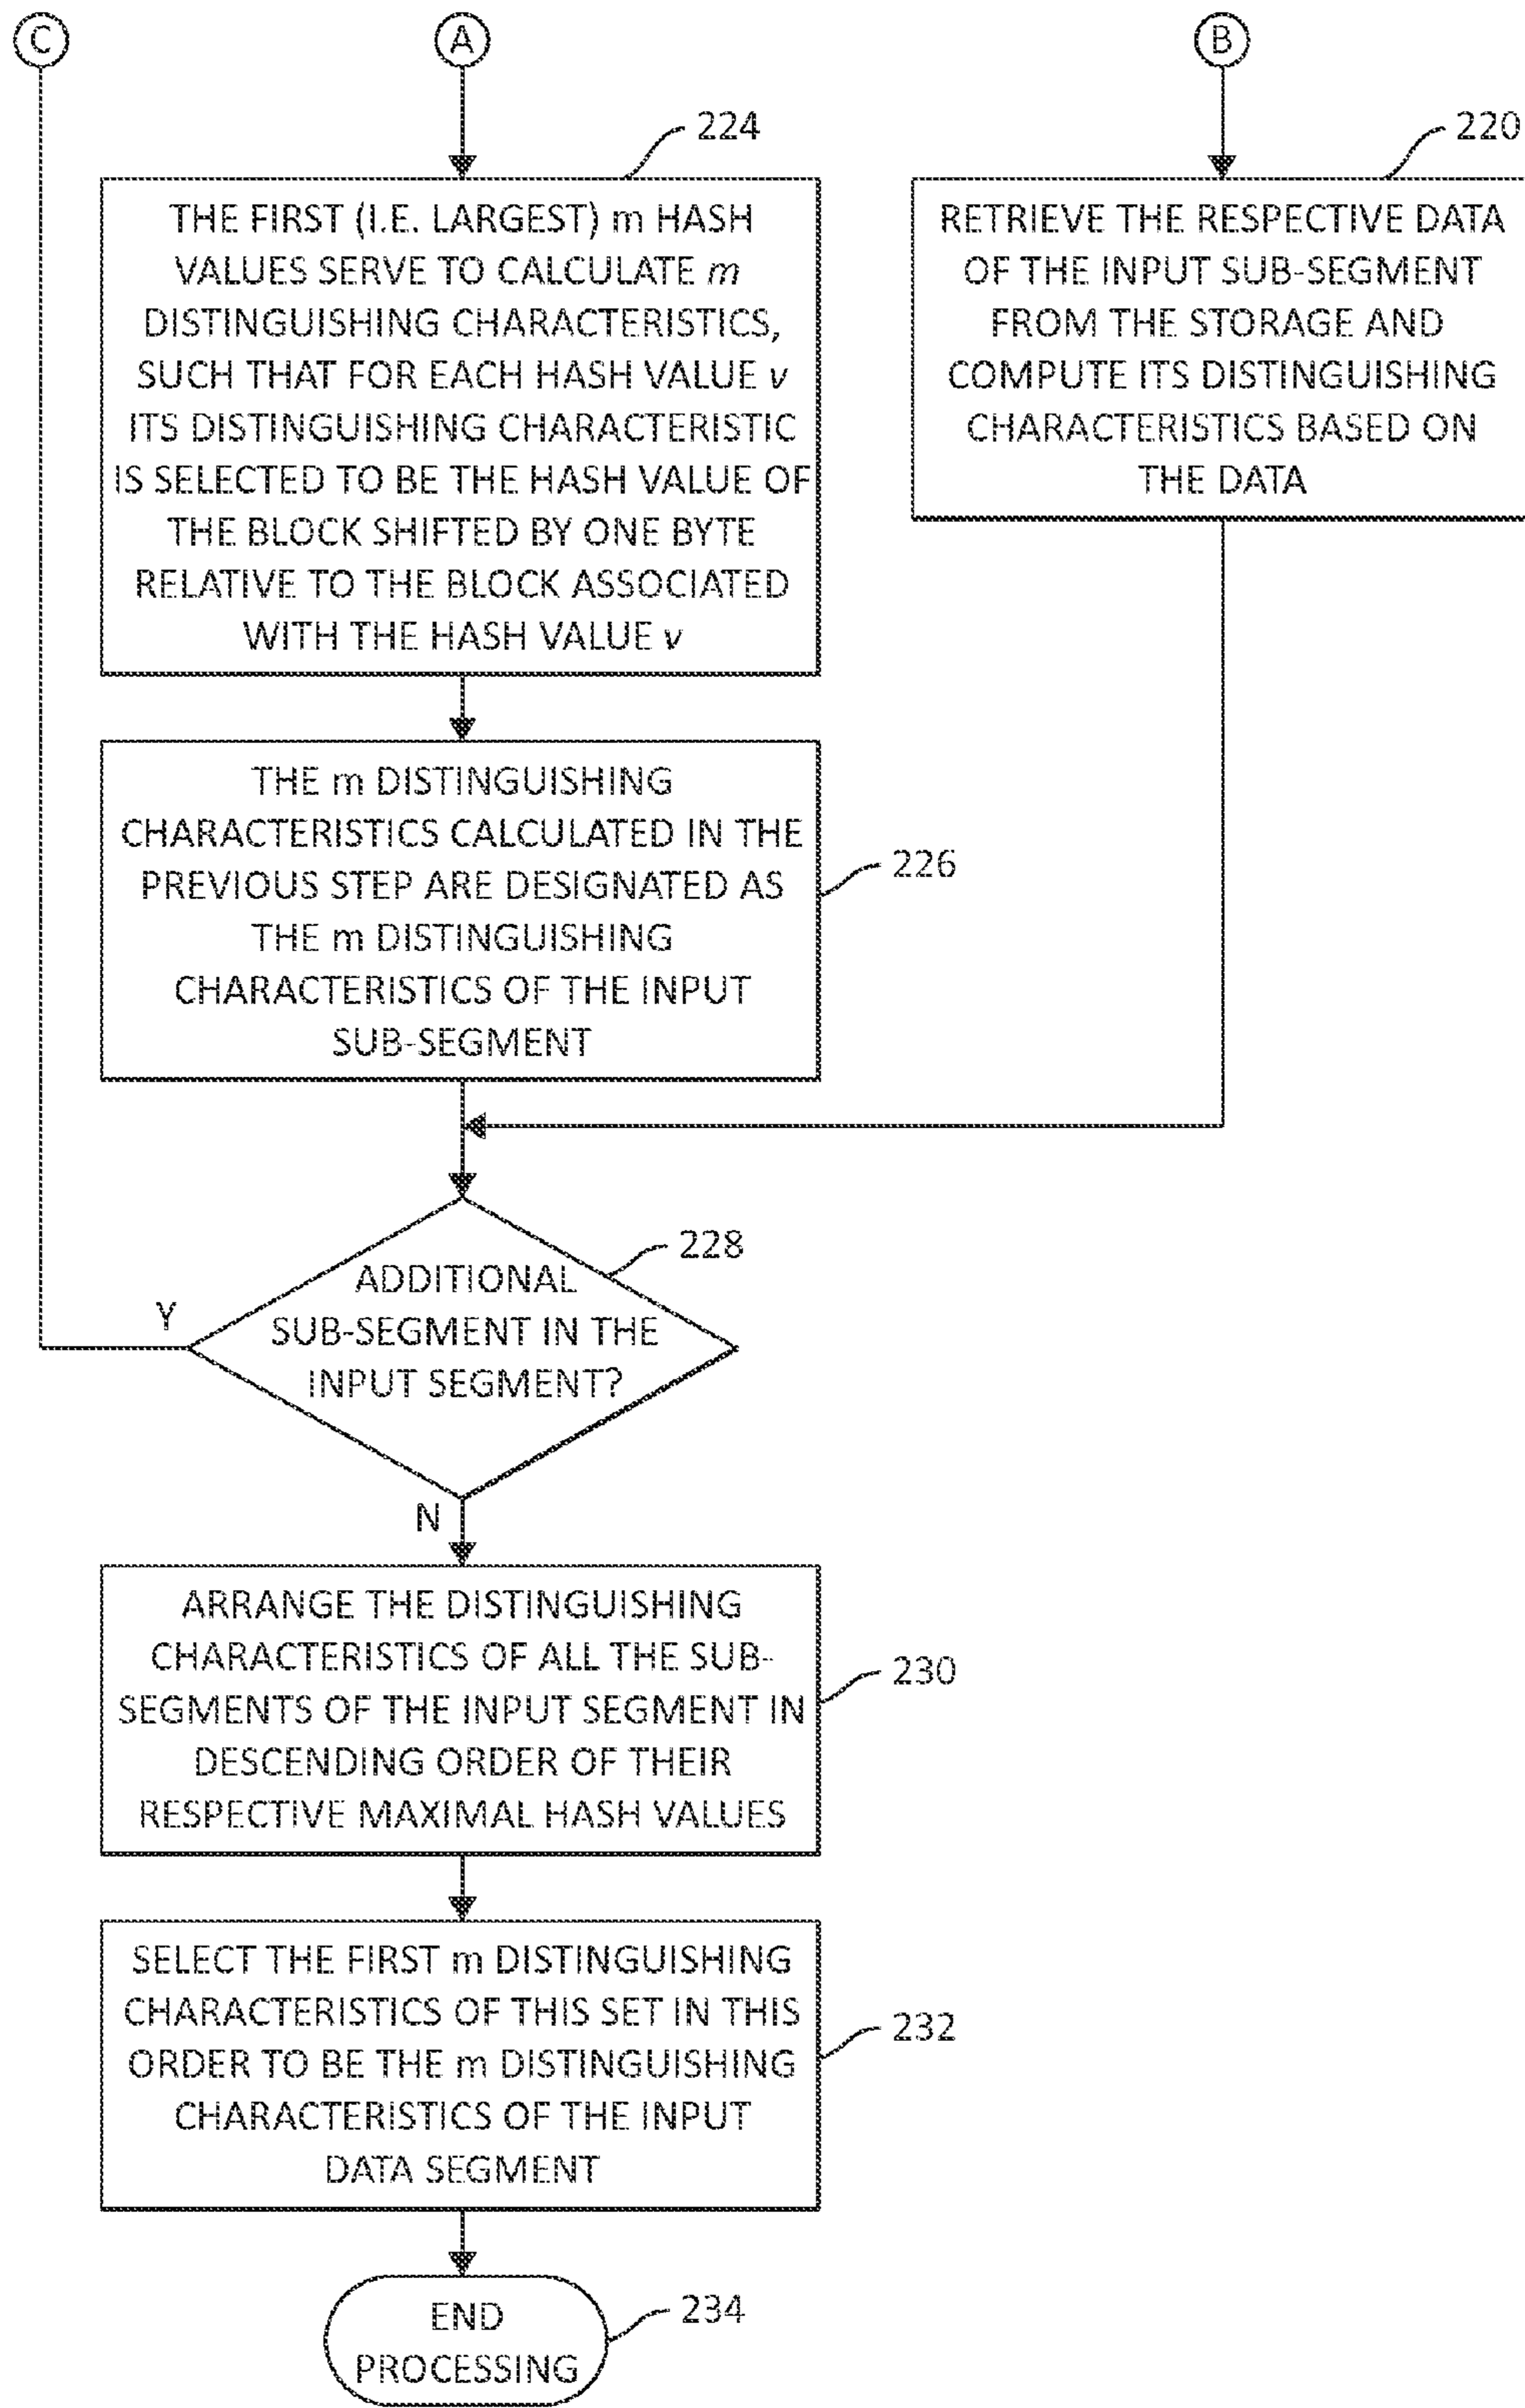 C
A
B
224
THE FIRST (I.E. LARGEST) m HASH
VALUES SERVE TO CALCULATE m
DISTINGUISHING CHARACTERISTICS,
SUCH THAT FOR EACH HASH VALUE v
ITS DISTINGUISHING CHARACTERISTIC
IS SELECTED TO BE THE HASH VALUE OF
THE BLOCK SHIFTED BY ONE BYTE
RELATIVE TO THE BLOCK ASSOCIATED
WITH THE HASH VALUE v
220
RETRIEVE THE RESPECTIVE DATA
OF THE INPUT SUB-SEGMENT
FROM THE STORAGE AND
COMPUTE ITS DISTINGUISHING
CHARACTERISTICS BASED ON
THE DATA
THE m DISTINGUISHING
CHARACTERISTICS CALCULATED IN THE
PREVIOUS STEP ARE DESIGNATED AS
THE m DISTINGUISHING
CHARACTERISTICS OF THE INPUT
SUB-SEGMENT
226
228
ADDITIONAL
SUB-SEGMENT IN THE
INPUT SEGMENT?
Y
N
ARRANGE THE DISTINGUISHING
CHARACTERISTICS OF ALL THE SUB-
SEGMENTS OF THE INPUT SEGMENT IN
DESCENDING ORDER OF THEIR
RESPECTIVE MAXIMAL HASH VALUES
230
SELECT THE FIRST m DISTINGUISHING
CHARACTERISTICS OF THIS SET IN THIS
ORDER TO BE THE m DISTINGUISHING
CHARACTERISTICS OF THE INPUT
DATA SEGMENT
232
END
PROCESSING
234